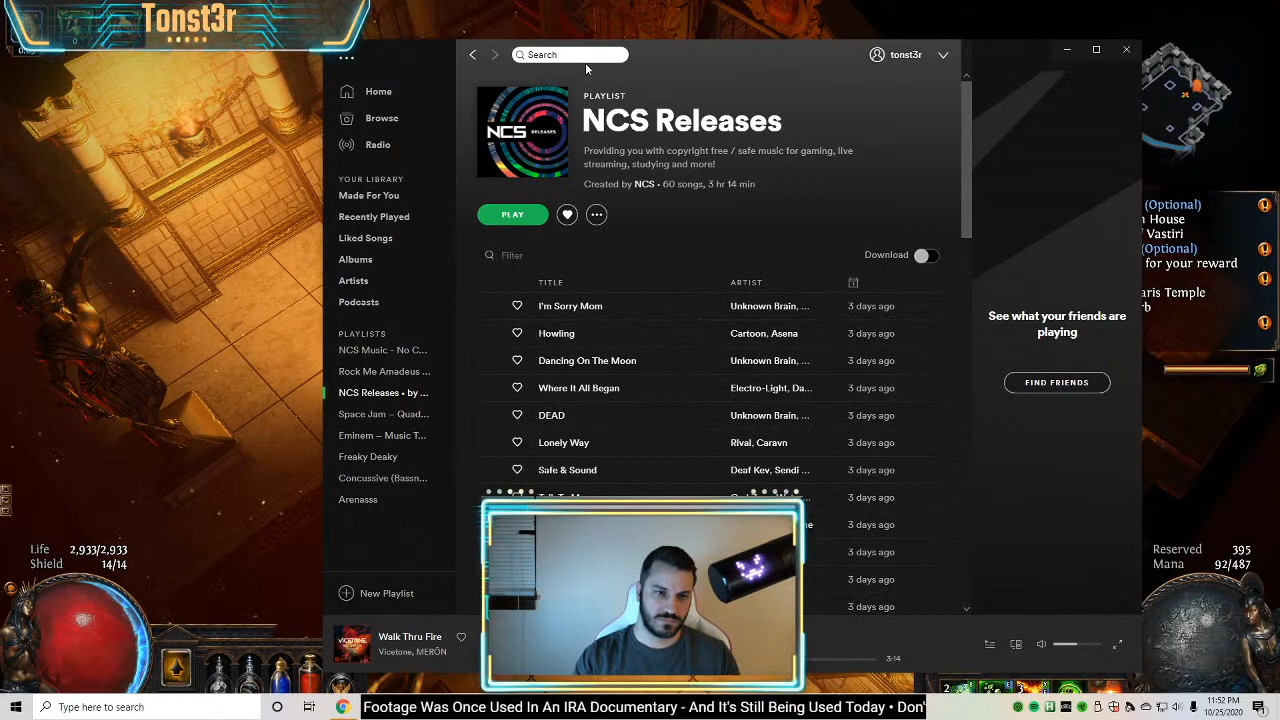 Tonst3r
0
Search
tonst3r
Home
Browse
Radio
YOUR LIBRARY
Made For You
Recently Played
Liked Songs
Albums
Artists
Podcasts
PLAYLISTS
NCS Music - No C...
Rock Me Amadeus ...
NCS Releases • by ...
Space Jam – Quad...
Eminem – Music T...
Freaky Deaky
Concussive (Bassn...
Arenasss
New Playlist
NCS RELEASES
PLAYLIST
NCS Releases
Providing you with copyright free / safe music for gaming, live
streaming, studying and more!
Created by NCS • 60 songs, 3 hr 14 min
PLAY
Filter
Download
TITLE ARTIST
I'm Sorry Mom Unknown Brain, ... 3 days ago
Howling Cartoon, Asena 3 days ago
Dancing On The Moon Unknown Brain, ... 3 days ago
Where It All Began Electro-Light, Da... 3 days ago
DEAD Unknown Brain, ... 3 days ago
Lonely Way Rival, Caravn 3 days ago
Safe & Sound Deaf Kev, Sendi ... 3 days ago
3 days ago
3 days ago
3 days ago
3 days ago
3 days ago
See what your friends are
playing
FIND FRIENDS
(Optional)
House
Vastiri
(Optional)
for your reward
Temple
Life 2,933/2,933
Shield 14/14
Reserved 395
Mana 92/487
VICETONE
Walk Thru Fire
Vicetone, MERØN
3:14
Type here to search
Footage Was Once Used In An IRA Documentary - And It's Still Being Used Today • Don'
11:52 PM
10/25/2020